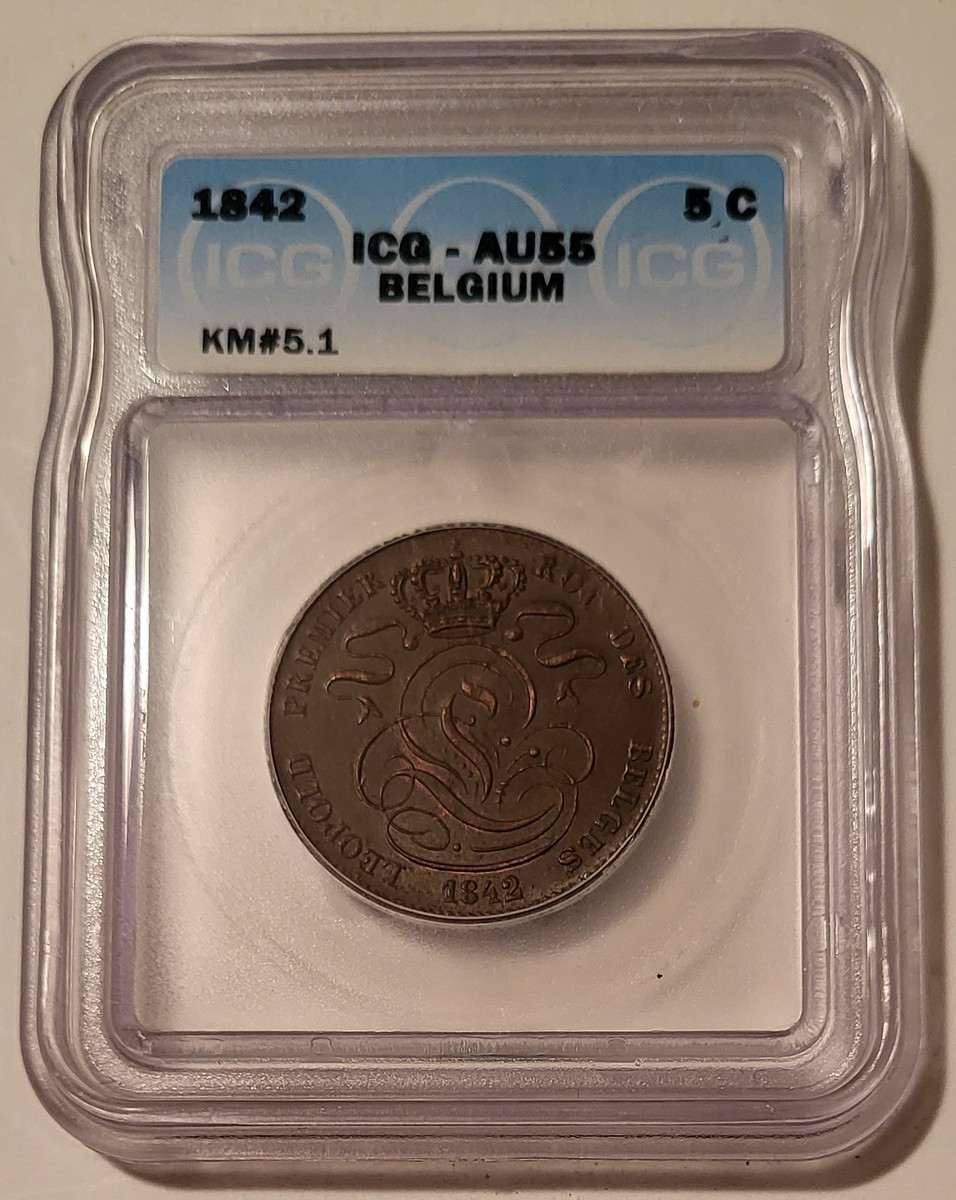 1842 5 C
ICG ICG
ICG - AU55
BELGIUM
KM#5.1
LEOPOLD PREMIER ROI DES BELGES
1842